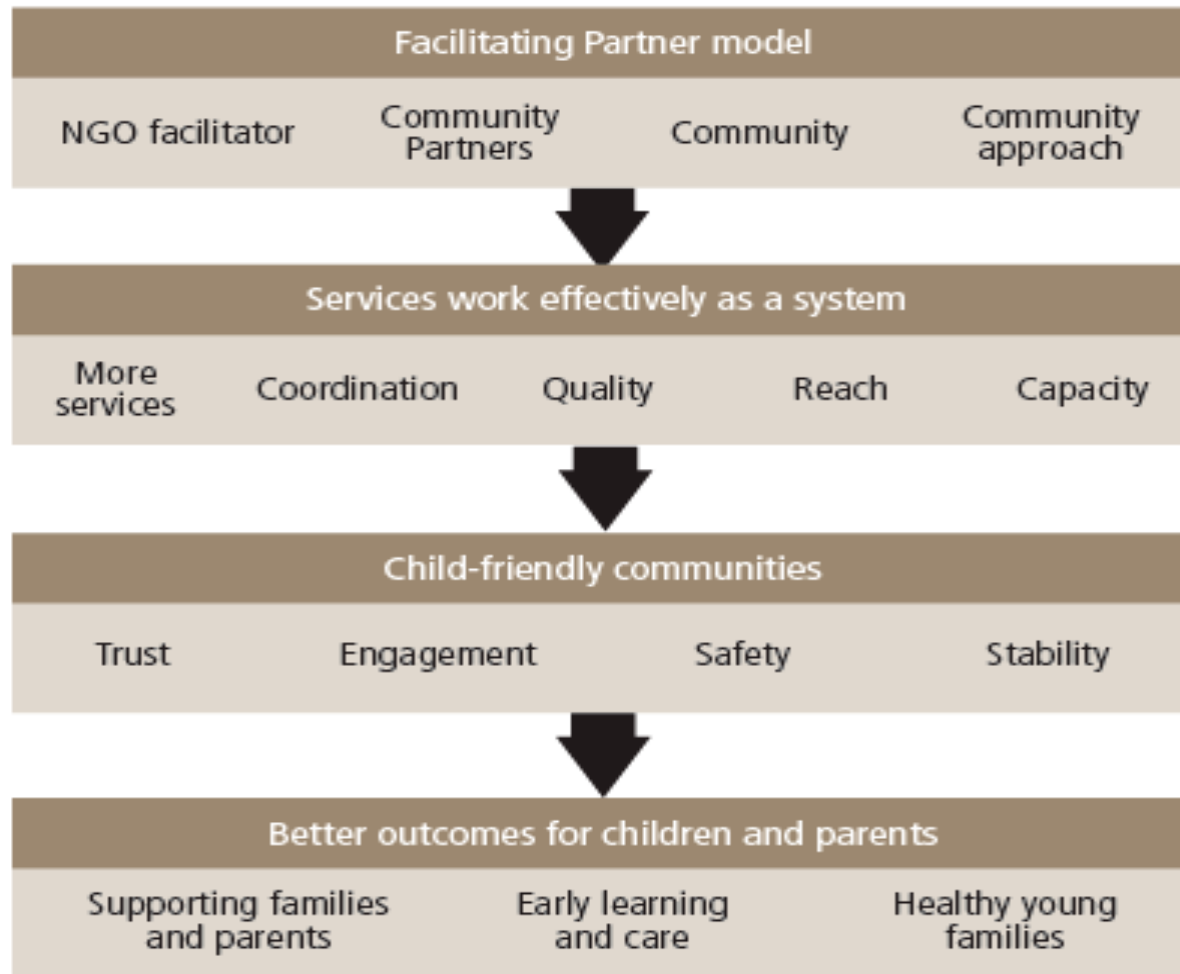 Facilitating Partner model
NGO facilitator
Community
Partners
Community
Community
approach
Services work effectively as a system
More
services
Coordination
Quality
Reach
Capacity
Child-friendly communities
Trust
Engagement
Safety
Stability
Better outcomes for children and parents
Supporting families
and parents
Early learning
and care
Healthy young
families